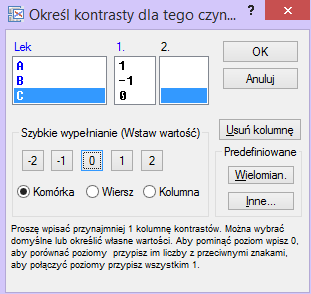 Określ kontrasty dla tego czyn... ? ×
Lek 1. 2.
A 1
B -1
C 0
OK
Anuluj
Usuń kolumnę
Szybkie wypełnianie (Wstaw wartość)
-2 -1 0 1 2
Komórka Wiersz Kolumna
Predefiniowane
Wielomian.
Inne...
Proszę wpisać przynajmniej 1 kolumnę kontrastów. Można wybrać
domyślne lub określić własne wartości. Aby pominąć poziom wpisz 0,
aby porównać poziomy przypisz im liczby z przeciwnymi znakami,
aby połączyć poziomy przypisz wszystkim 1.